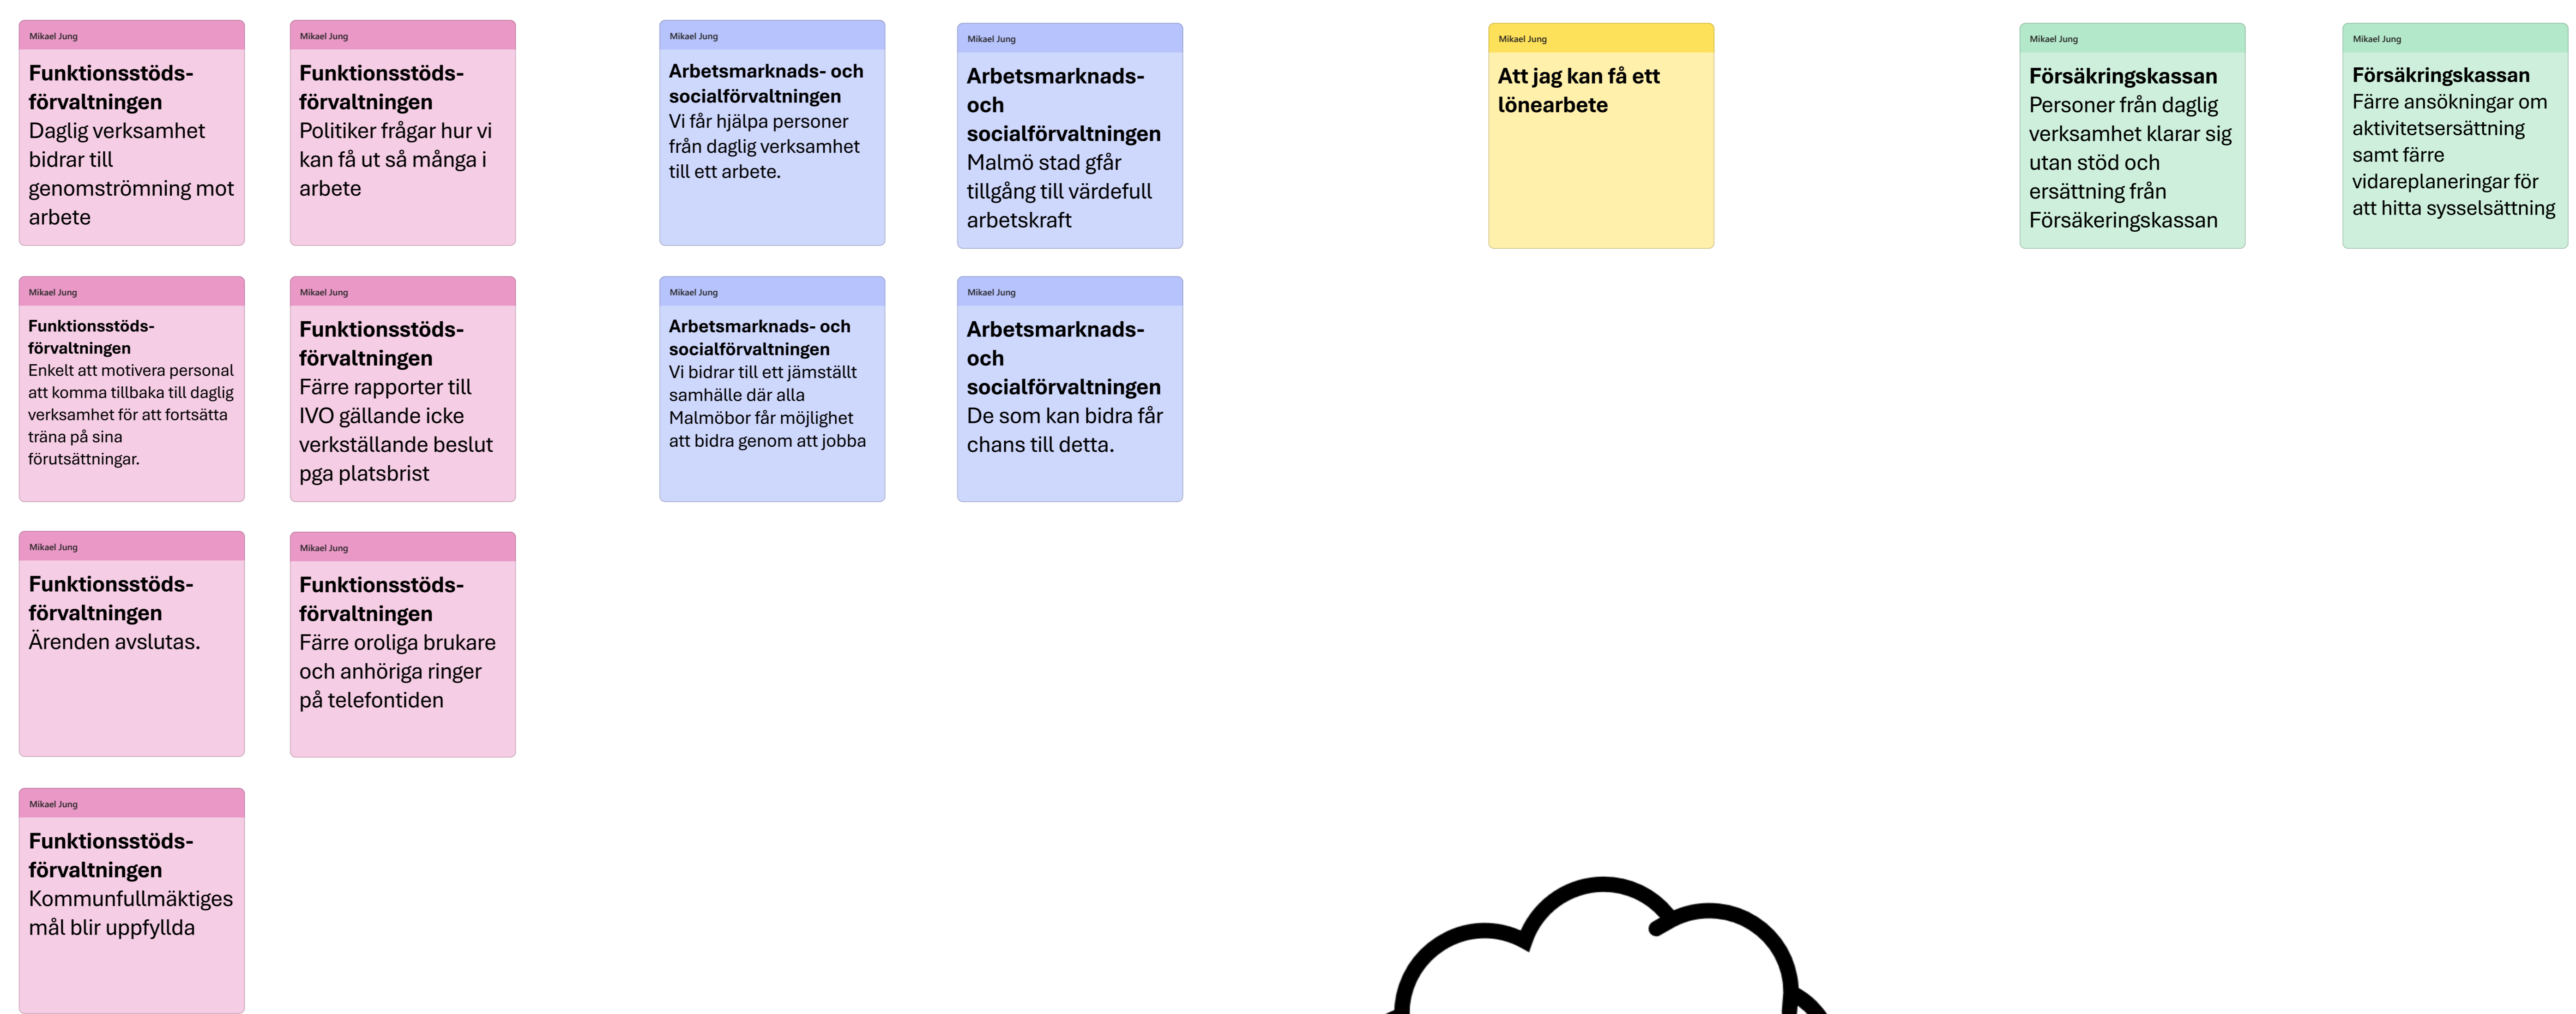 Mikael Jung
Funktionsstöds-
förvaltningen
Daglig verksamhet
bidrar till
genomströmning mot
arbete
Mikael Jung
Funktionsstöds-
förvaltningen
Politiker frågar hur vi
kan få ut så många i
arbete
Mikael Jung
Arbetsmarknads- och
socialförvaltningen
Vi får hjälpa personer
från daglig verksamhet
till ett arbete.
Mikael Jung
Arbetsmarknads-
och
socialförvaltningen
Malmö stad gfår
tillgång till värdefull
arbetskraft
Mikael Jung
Att jag kan få ett
lönearbete
Mikael Jung
Försäkringskassan
Personer från daglig
verksamhet klarar sig
utan stöd och
ersättning från
Försäkeringskassan
Mikael Jung
Försäkringskassan
Färre ansökningar om
aktivitetsersättning
samt färre
vidareplaneringar för
att hitta sysselsättning
Mikael Jung
Funktionsstöds-
förvaltningen
Enkelt att motivera personal
att komma tillbaka till daglig
verksamhet för att fortsätta
träna på sina
förutsättningar.
Mikael Jung
Funktionsstöds-
förvaltningen
Färre rapporter till
IVO gällande icke
verkställande beslut
pga platsbrist
Mikael Jung
Arbetsmarknads- och
socialförvaltningen
Vi bidrar till ett jämställt
samhälle där alla
Malmöbor får möjlighet
att bidra genom att jobba
Mikael Jung
Arbetsmarknads-
och
socialförvaltningen
De som kan bidra får
chans till detta.
Mikael Jung
Funktionsstöds-
förvaltningen
Ärenden avslutas.
Mikael Jung
Funktionsstöds-
förvaltningen
Färre oroliga brukare
och anhöriga ringer
på telefontiden
Mikael Jung
Funktionsstöds-
förvaltningen
Kommunfullmäktiges
mål blir uppfyllda